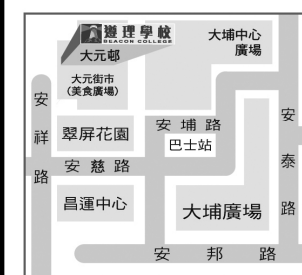 遵理學校
BEACON COLLEGE
大元邨
大埔中心
廣場
大元街市
(美食廣場)
安祥路
翠屏花園
安埔路
巴士站
安泰路
安慈路
昌運中心
大埔廣場
安邦路